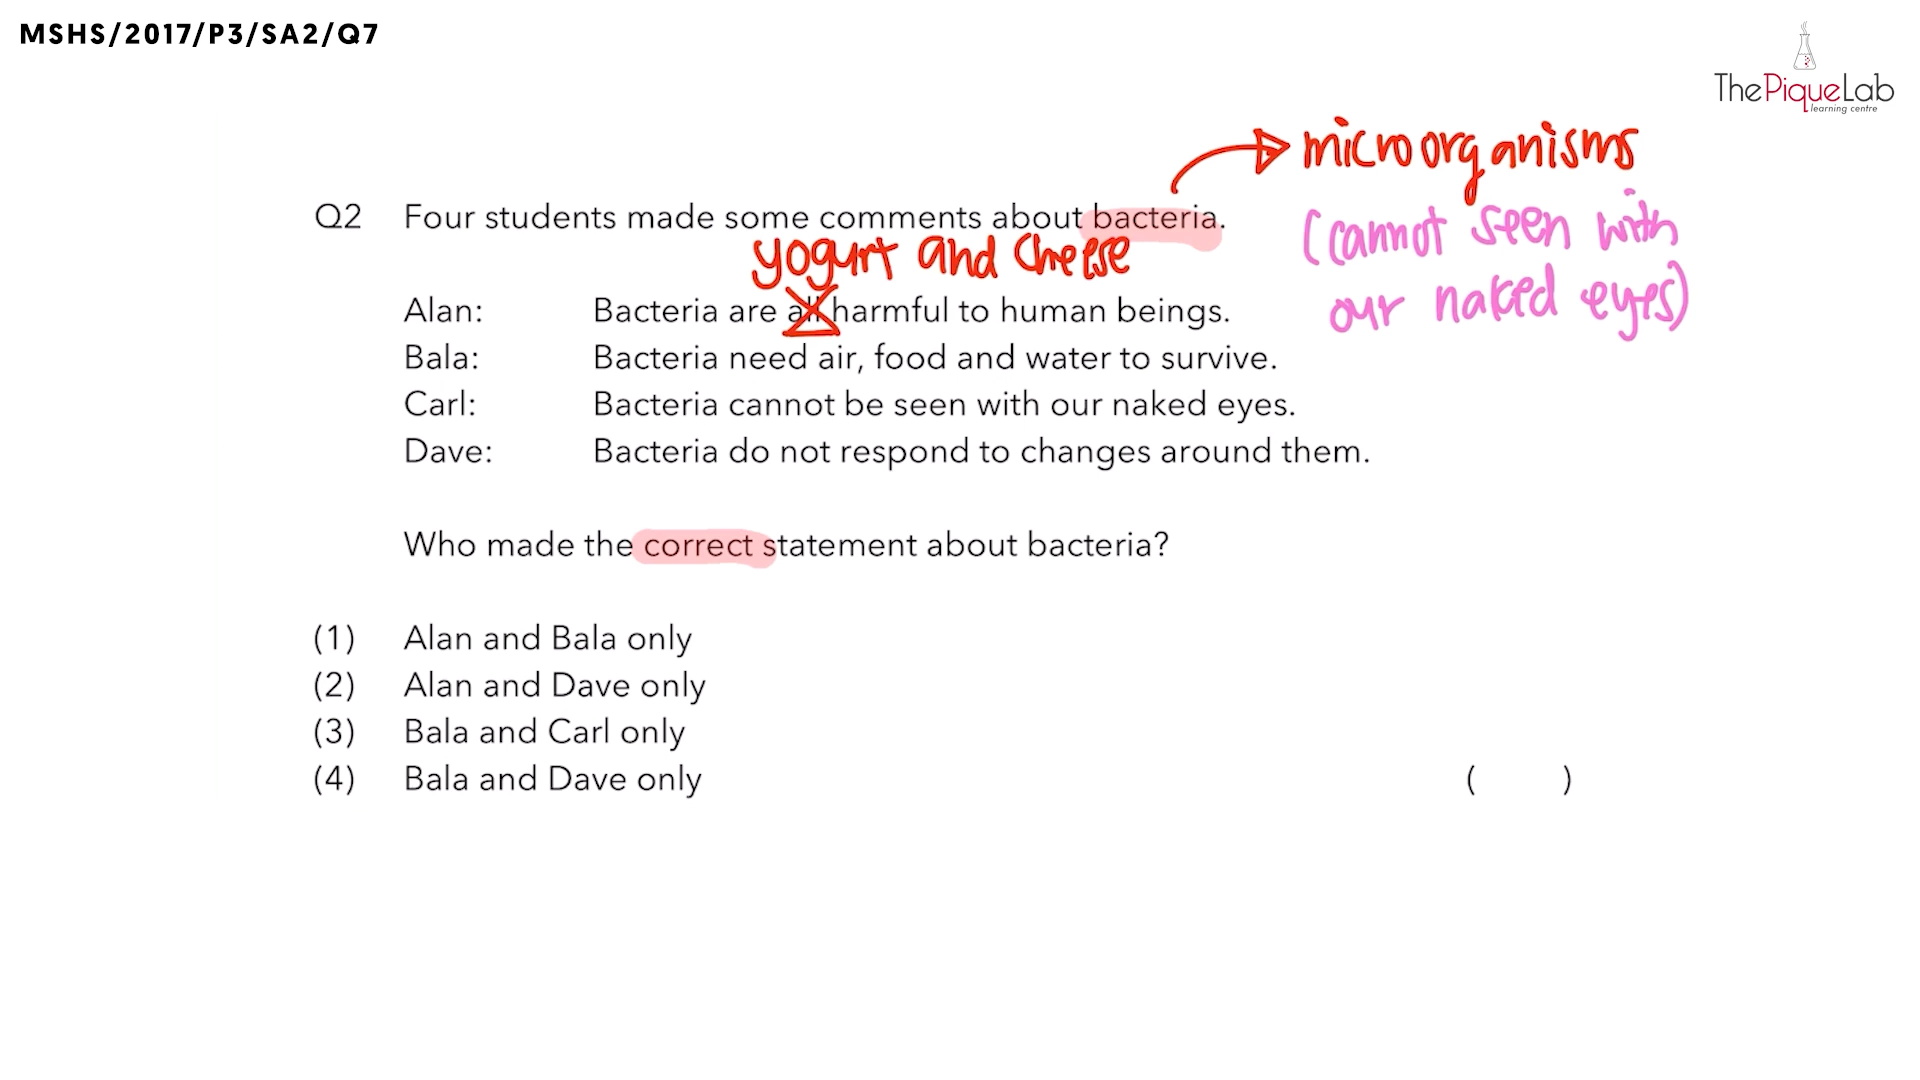 MSHS/2017/P3/SA2/Q7
ThePiqueLab
learning centre
microorganisms
(cannot seen with
our naked eyes)
Q2 Four students made some comments about bacteria.
yogurt and cheese
Alan: Bacteria are all harmful to human beings.
Bala: Bacteria need air, food and water to survive.
Carl: Bacteria cannot be seen with our naked eyes.
Dave: Bacteria do not respond to changes around them.
Who made the correct statement about bacteria?
(1) Alan and Bala only
(2) Alan and Dave only
(3) Bala and Carl only
(4) Bala and Dave only ( )